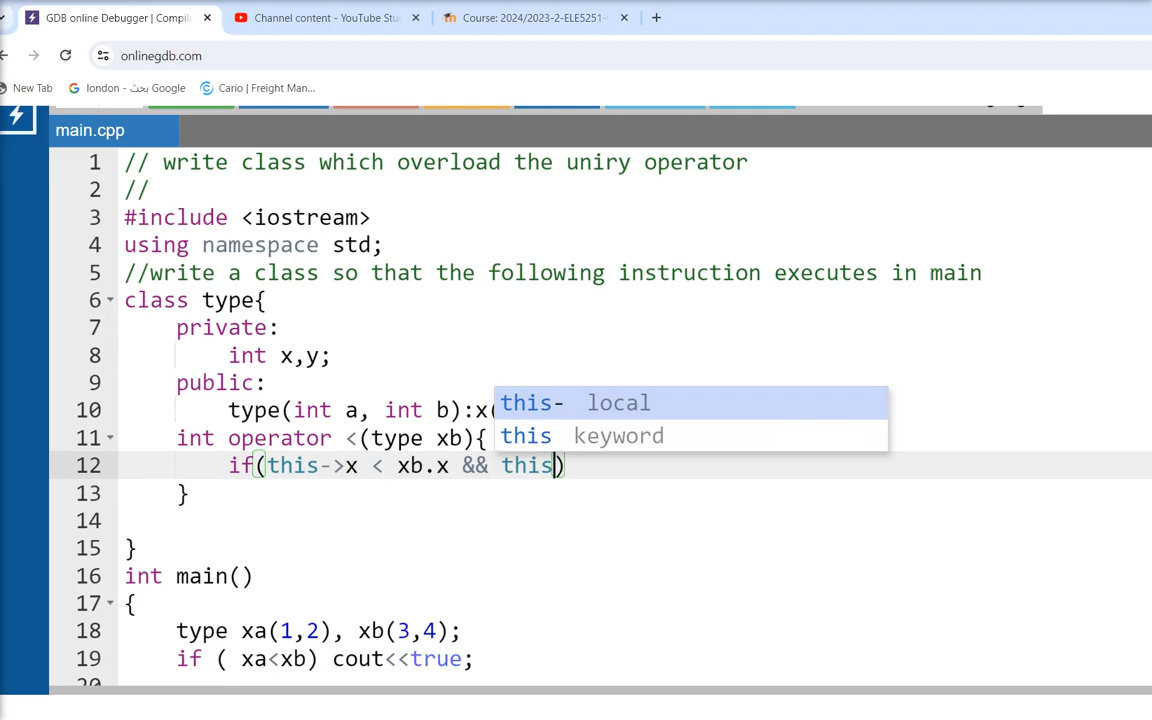 GDB online Debugger | Compile
Channel content - YouTube Stu
Course: 2024/2023-2-ELE5251-
onlinegdb.com
New Tab
london - بحث Google
Cario | Freight Man...
main.cpp
1 // write class which overload the uniry operator
2 //
3 #include <iostream>
4 using namespace std;
5 //write a class so that the following instruction executes in main
6 class type{
7 private:
8 int x,y;
9 public:
10 type(int a, int b):x(
this- local
this keyword
11 int operator <(type xb){
12 if(this->x < xb.x && this)
13 }
14
15 }
16 int main()
17 {
18 type xa(1,2), xb(3,4);
19 if ( xa<xb) cout<<true;
20